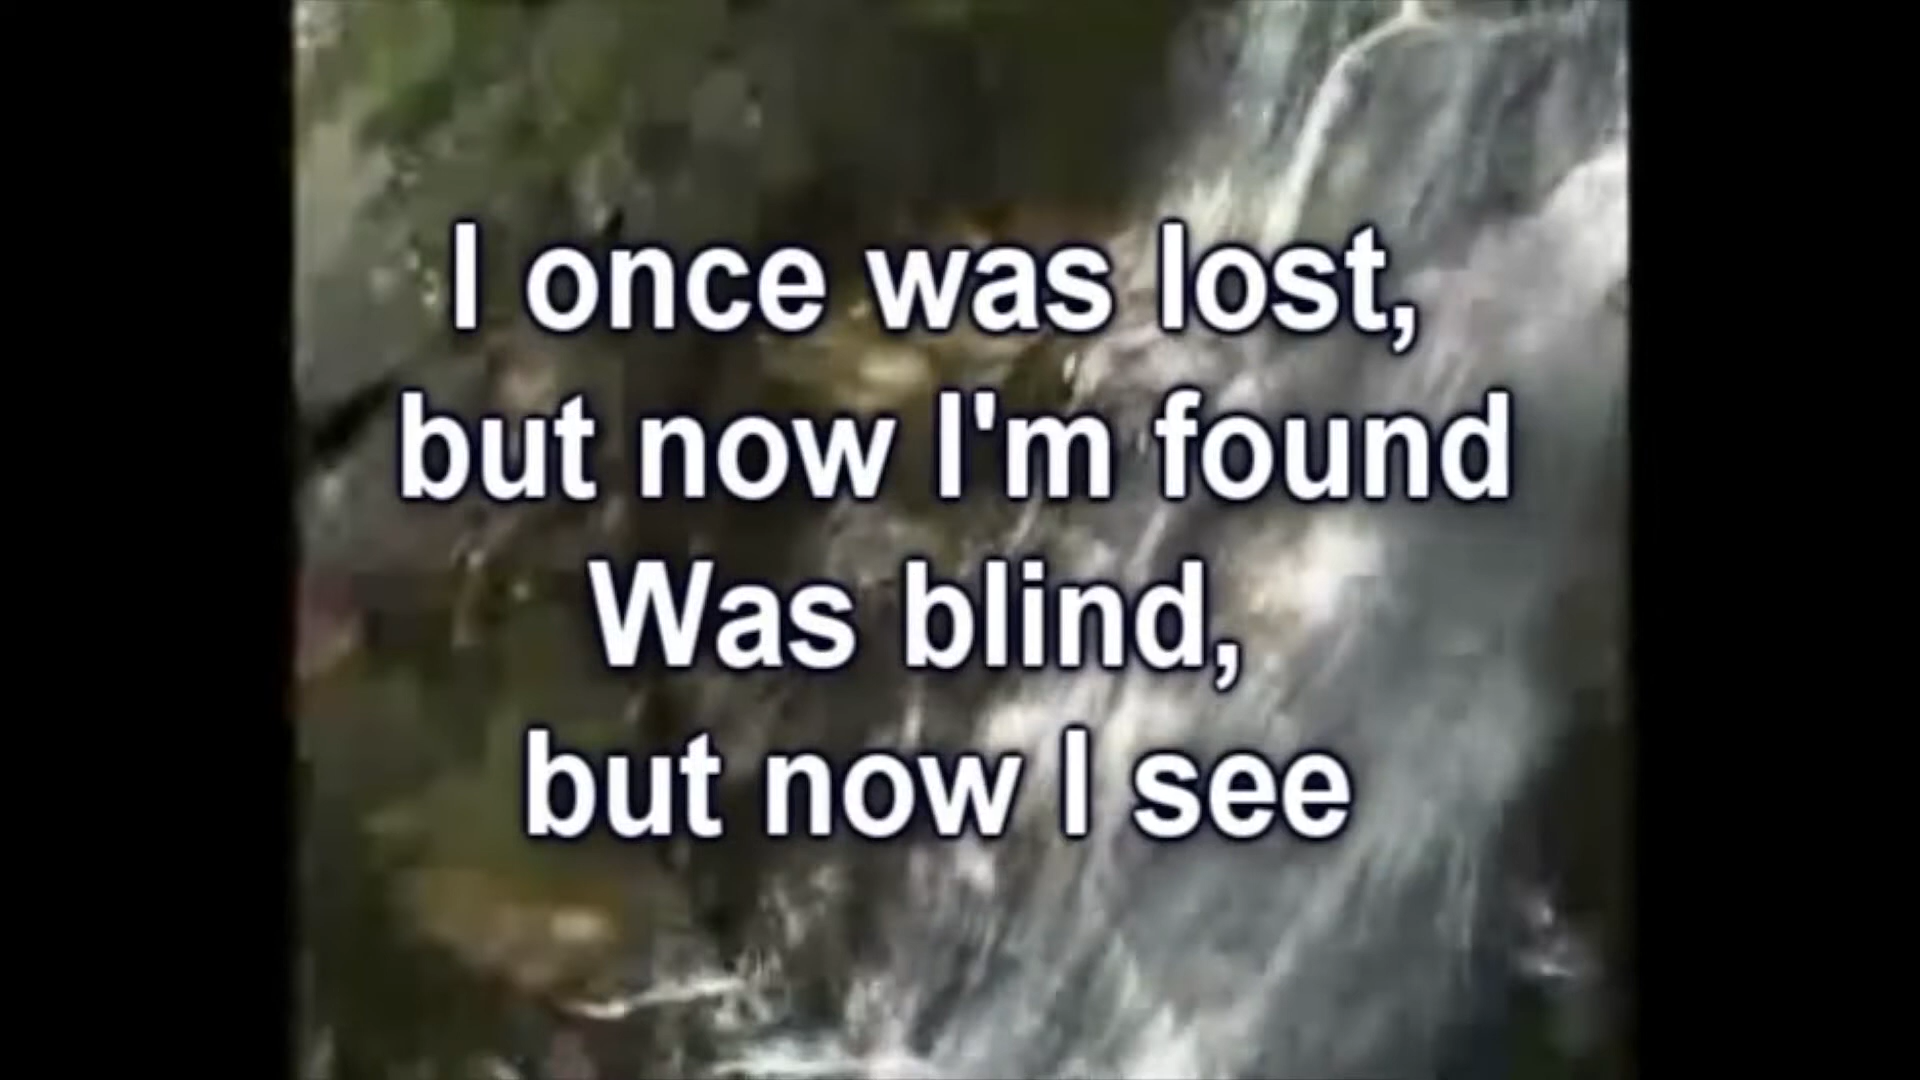 I once was lost,
but now I'm found
Was blind,
but now I see